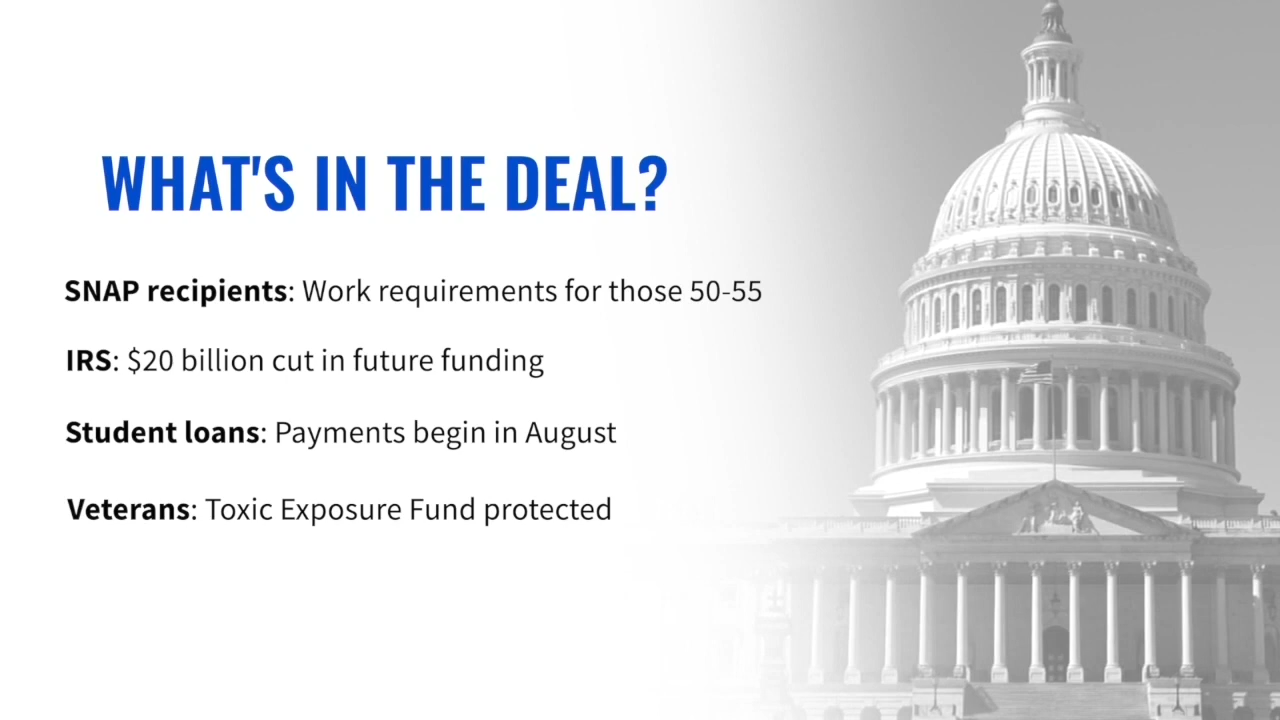 WHAT'S IN THE DEAL?
SNAP recipients: Work requirements for those 50-55
IRS: $20 billion cut in future funding
Student loans: Payments begin in August
Veterans: Toxic Exposure Fund protected